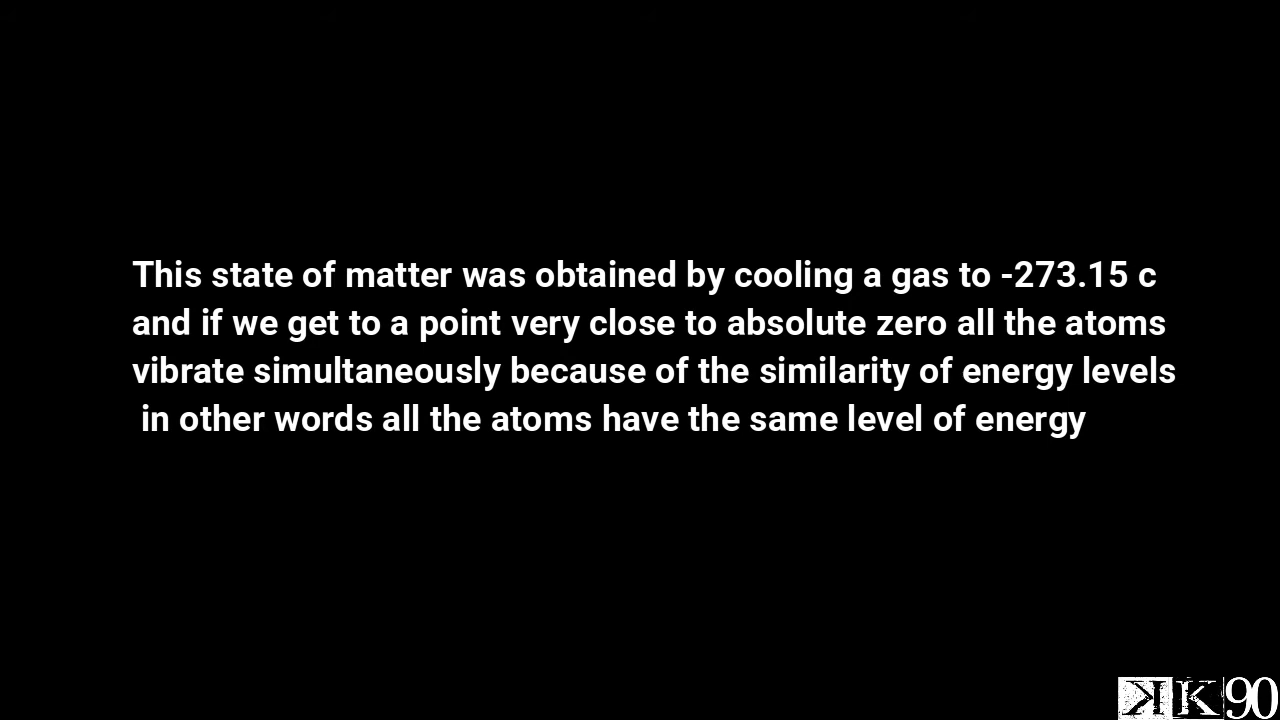 This state of matter was obtained by cooling a gas to -273.15 c
and if we get to a point very close to absolute zero all the atoms
vibrate simultaneously because of the similarity of energy levels
in other words all the atoms have the same level of energy
KK90